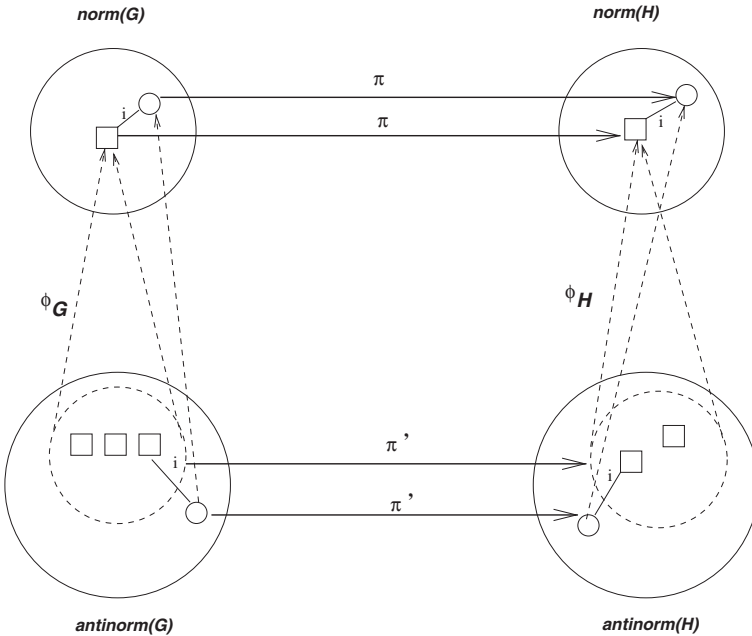 norm(G)
norm(H)
π
i
i
π
ϕG
ϕH
π ’
i
i
π ’
antinorm(G)
antinorm(H)